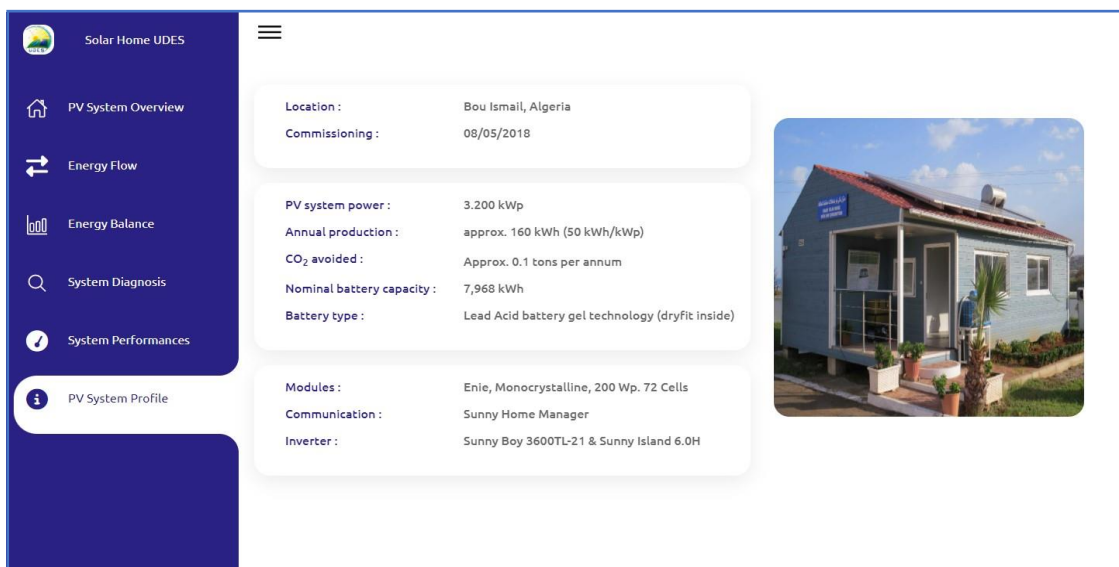 UDES
Solar Home UDES
PV System Overview
Energy Flow
Energy Balance
System Diagnosis
System Performances
PV System Profile
Location : Bou Ismail, Algeria
Commissioning : 08/05/2018
PV system power : 3.200 kWp
Annual production : approx. 160 kWh (50 kWh/kWp)
CO₂ avoided : Approx. 0.1 tons per annum
Nominal battery capacity : 7,968 kWh
Battery type : Lead Acid battery gel technology (dryfit inside)
Modules : Enie, Monocrystalline, 200 Wp. 72 Cells
Communication : Sunny Home Manager
Inverter : Sunny Boy 3600TL-21 & Sunny Island 6.0H